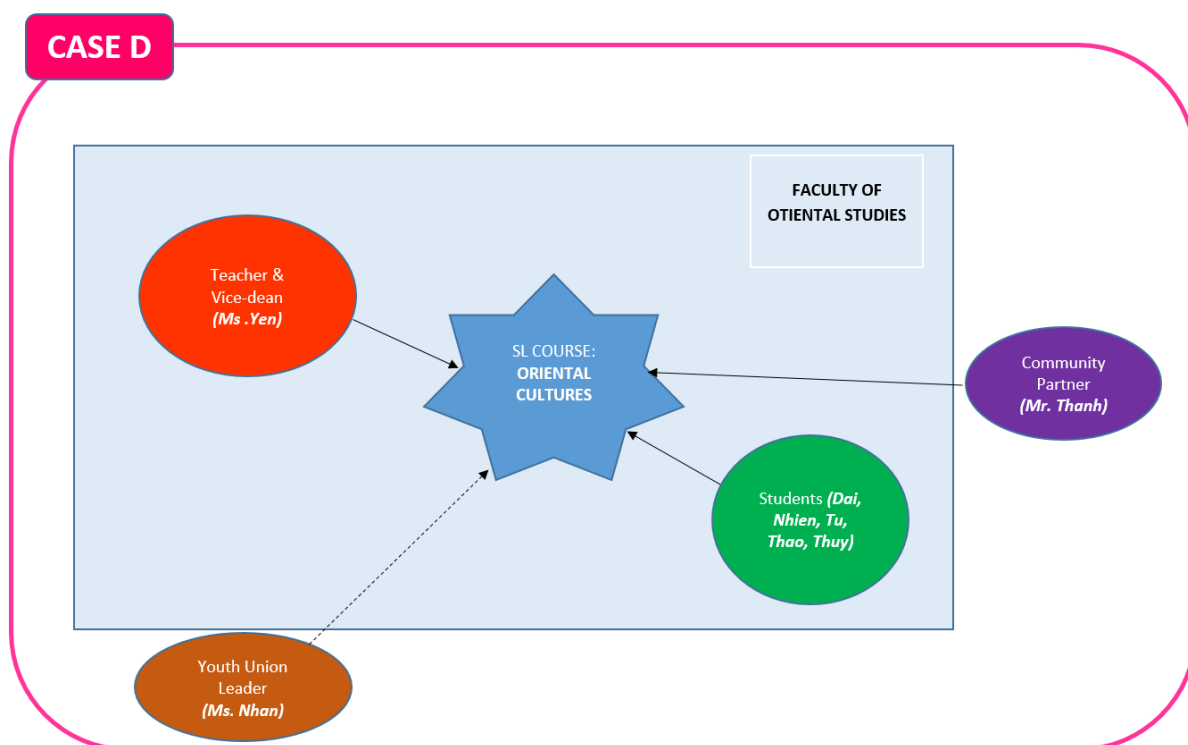 CASE D
FACULTY OF
OTIENTAL STUDIES
Teacher &
Vice-dean
(Ms .Yen)
SL COURSE:
ORIENTAL
CULTURES
Community
Partner
(Mr. Thanh)
Students (Dai,
Nhien, Tu,
Thao, Thuy)
Youth Union
Leader
(Ms. Nhan)